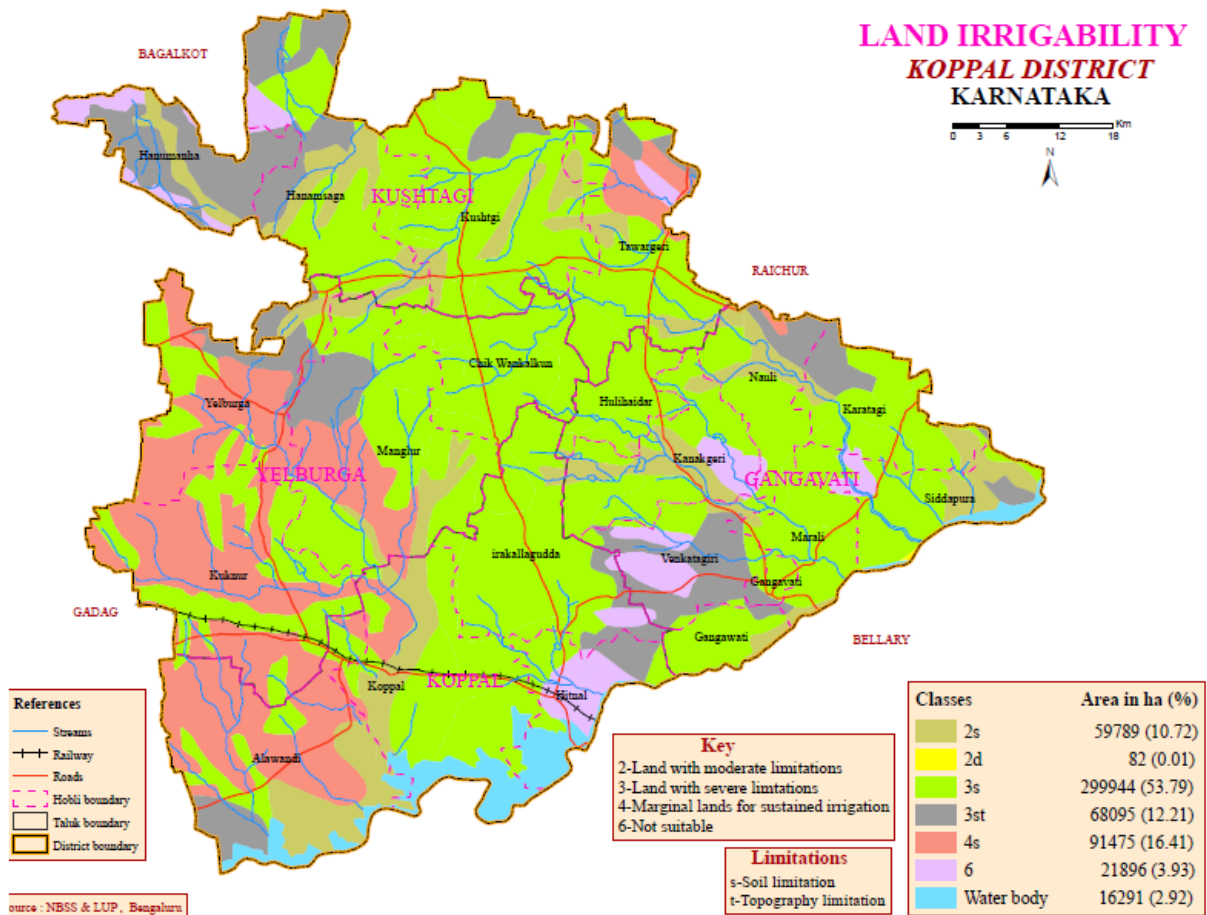 LAND IRRIGABILITY
KOPPAL DISTRICT
KARNATAKA
0 3 6 12 18 Km
N
BAGALKOT
Hanumanha
Hanamsaga
KUSHTAGI
Kushtgi
Tawargeri
RAICHUR
Chik Wankalkun
Nauli
Yelburga
Hulihaidar
Karatagi
Manglur
Kanakgeri
YELBURGA
GANGAVATI
Siddapura
Marali
irakallagudda
Venkatagiri
Kuknur
Gangavati
GADAG
Gangawati
BELLARY
Koppal
KOPPAL
Hitnal
Alawandi
References
Streams
Railway
Roads
Hobli boundary
Taluk boundary
District boundary
ource : NBSS & LUP , Bengaluru
Key
2-Land with moderate limitations
3-Land with severe limtations
4-Marginal lands for sustained irrigation
6-Not suitable
Limitations
s-Soil limitation
t-Topography limitation
Classes Area in ha (%)
2s 59789 (10.72)
2d 82 (0.01)
3s 299944 (53.79)
3st 68095 (12.21)
4s 91475 (16.41)
6 21896 (3.93)
Water body 16291 (2.92)